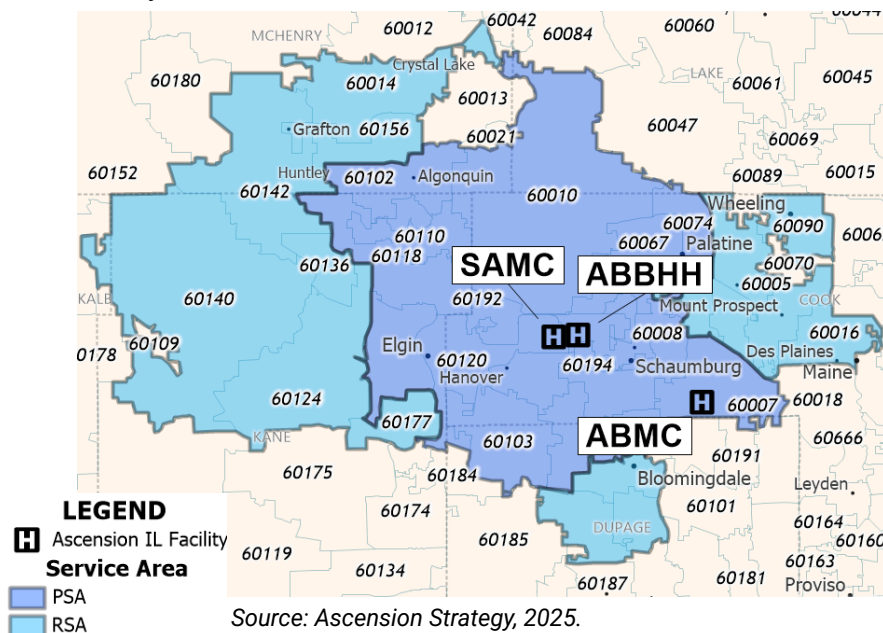 60012
60042
60084
60060
MCHENRY
Crystal Lake
LAKE
60180
60014
60013
60061
60045
Grafton
60156
60021
60047
60069
60152
Huntley
60102
Algonquin
60089
60015
60142
60010
Wheeling
60074
60090
60110
60067
Palatine
60118
60136
SAMC
ABBHH
60070
60140
60192
60005
COOK
KANE
Mount Prospect
60109
60008
60016
Elgin
60120
Des Plaines
60194
Schaumburg
Maine
Hanover
60124
60177
60007
60018
60103
ABMC
60666
60175
60184
60191
Bloomingdale
Leyden
60174
60101
DUPAGE
60164
60185
60160
60119
60163
60134
60187
60181
Proviso
LEGEND
Ascension IL Facility
Service Area
PSA
RSA
Source: Ascension Strategy, 2025.